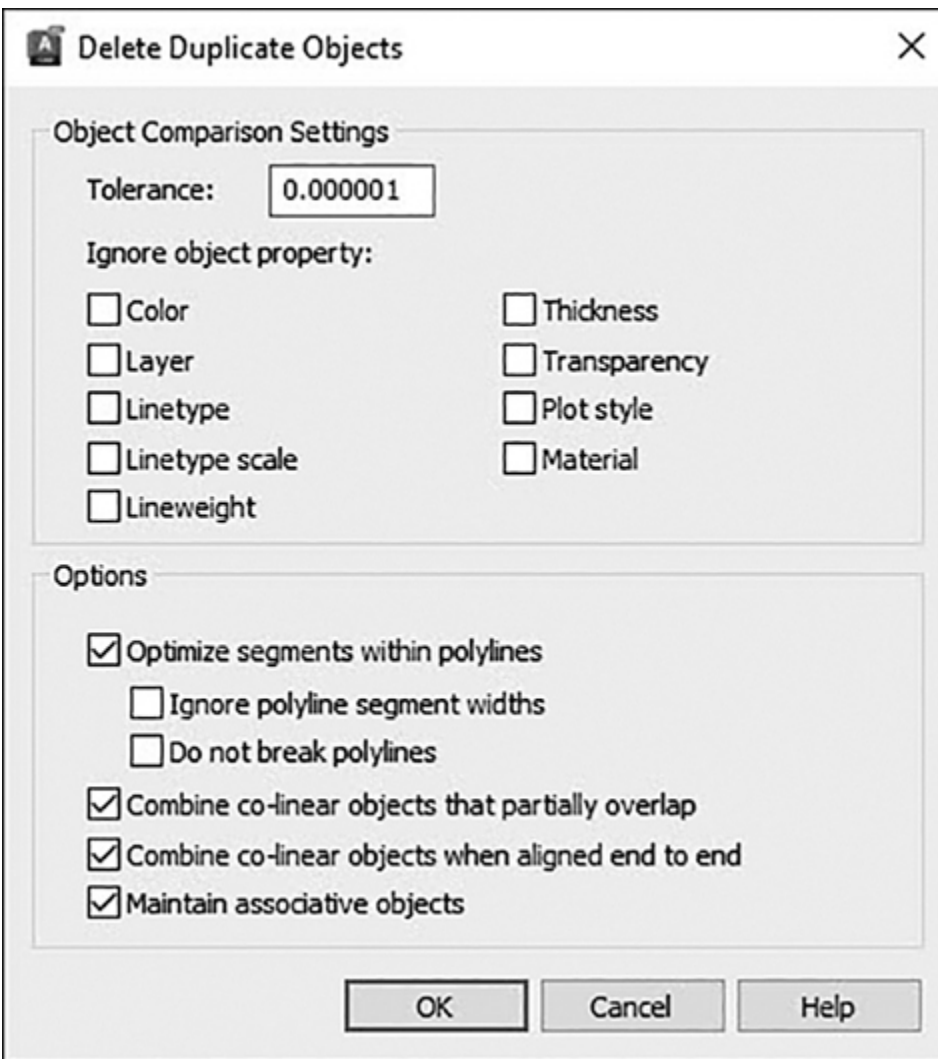 Delete Duplicate Objects
Object Comparison Settings
Tolerance: 0.000001
Ignore object property:
Color
Thickness
Layer
Transparency
Linetype
Plot style
Linetype scale
Material
Lineweight
Options
Optimize segments within polylines
Ignore polyline segment widths
Do not break polylines
Combine co-linear objects that partially overlap
Combine co-linear objects when aligned end to end
Maintain associative objects
OK Cancel Help